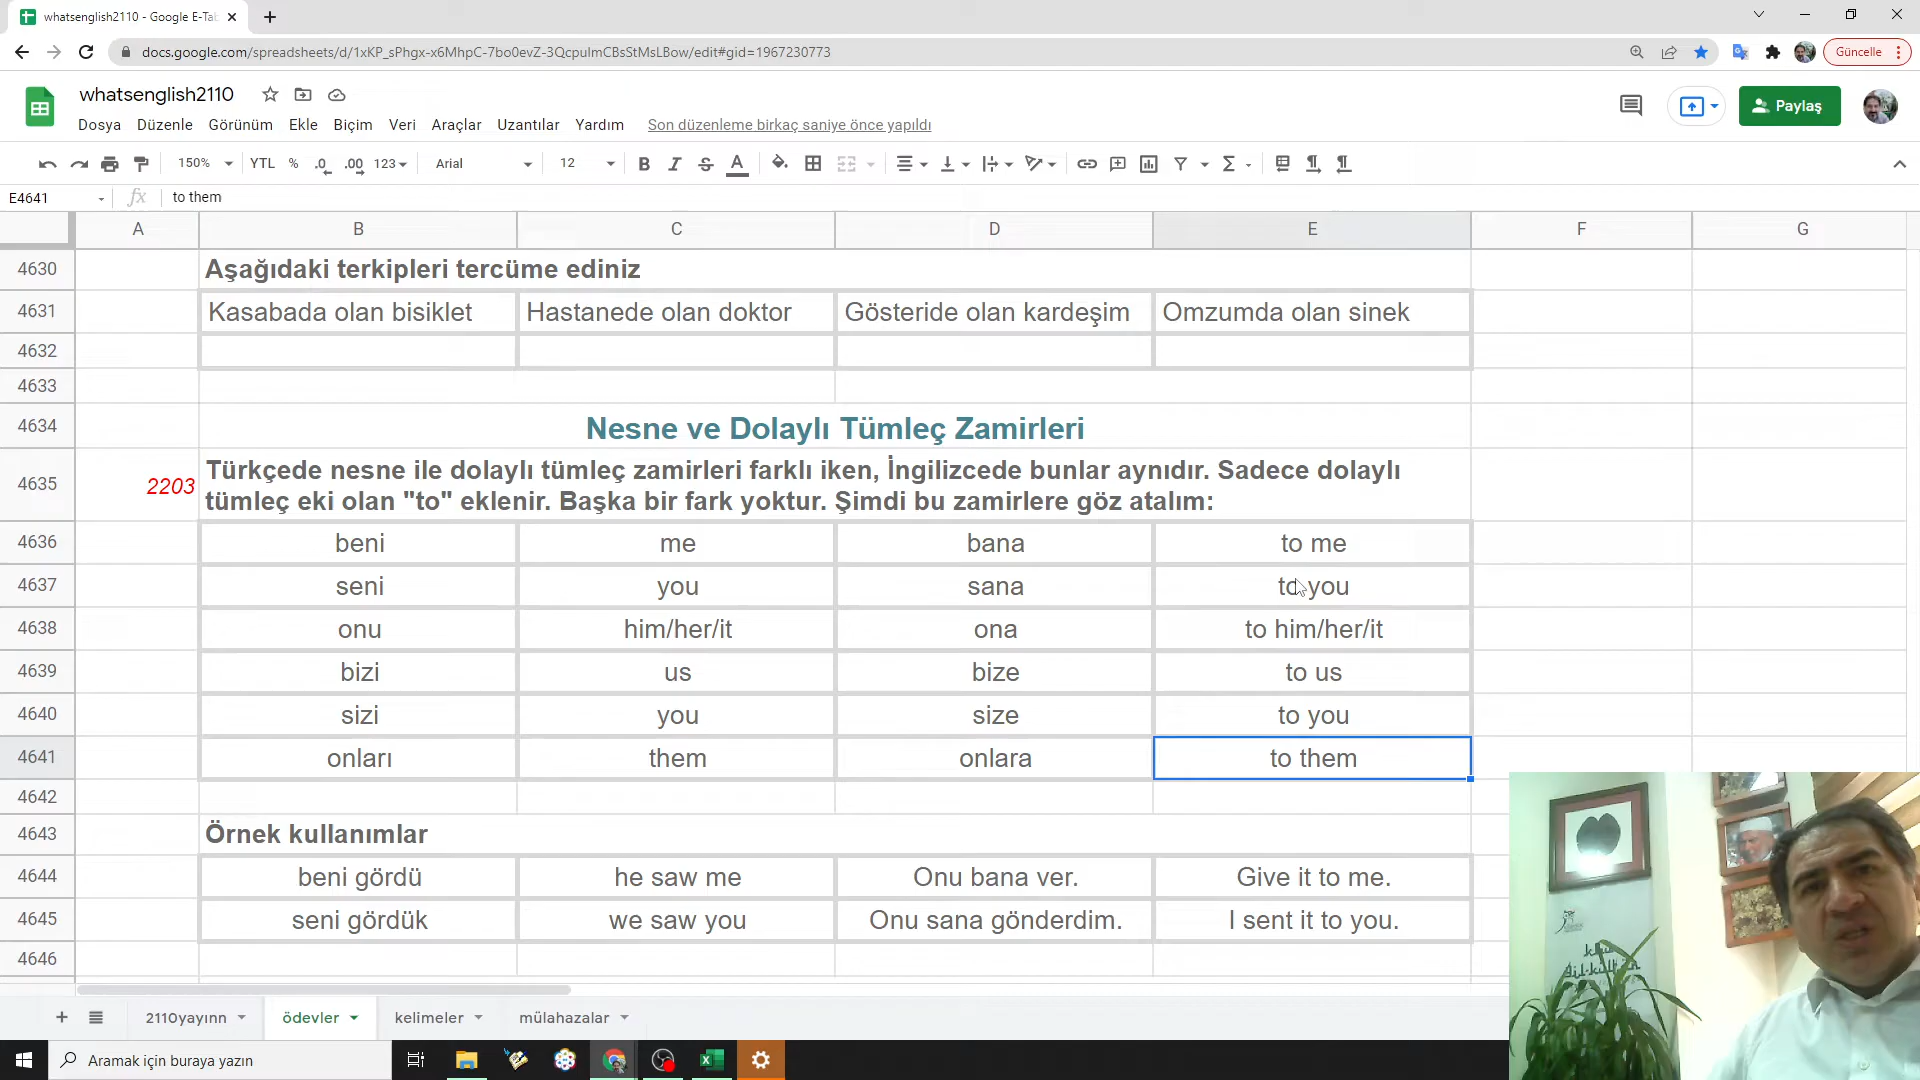 whatsenglish2110 - Google E-Tab
docs.google.com/spreadsheets/d/1xKP_sPhgx-x6MhpC-7bo0evZ-3QcpuImCBsStMsLBow/edit#gid=1967230773
Güncelle
whatsenglish2110
Paylaş
Dosya Düzenle Görünüm Ekle Biçim Veri Araçlar Uzantılar Yardım Son düzenleme birkaç saniye önce yapıldı
150% YTL % .0 .00 123 Arial 12 B I S A
E4641 fx to them
A B C D E F G
4630 Aşağıdaki terkipleri tercüme ediniz
4631 Kasabada olan bisiklet Hastanede olan doktor Gösteride olan kardeşim Omzumda olan sinek
4632
4633
4634 Nesne ve Dolaylı Tümleç Zamirleri
4635 2203 Türkçede nesne ile dolaylı tümleç zamirleri farklı iken, İngilizcede bunlar aynıdır. Sadece dolaylı
tümleç eki olan "to" eklenir. Başka bir fark yoktur. Şimdi bu zamirlere göz atalım:
4636 beni me bana to me
4637 seni you sana to you
4638 onu him/her/it ona to him/her/it
4639 bizi us bize to us
4640 sizi you size to you
4641 onları them onlara to them
4642
4643 Örnek kullanımlar
4644 beni gördü he saw me Onu bana ver. Give it to me.
4645 seni gördük we saw you Onu sana gönderdim. I sent it to you.
4646
2110yayınn ödevler kelimeler mülahazalar
Aramak için buraya yazın